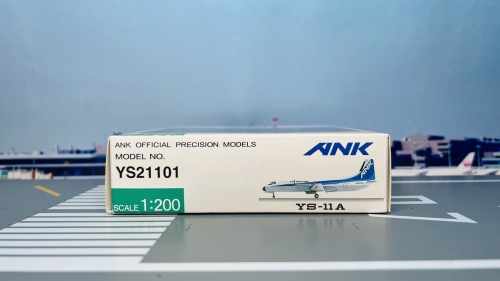 ANK OFFICIAL PRECISION MODELS
MODEL NO.
YS21101
SCALE 1:200
ANK
YS-11A